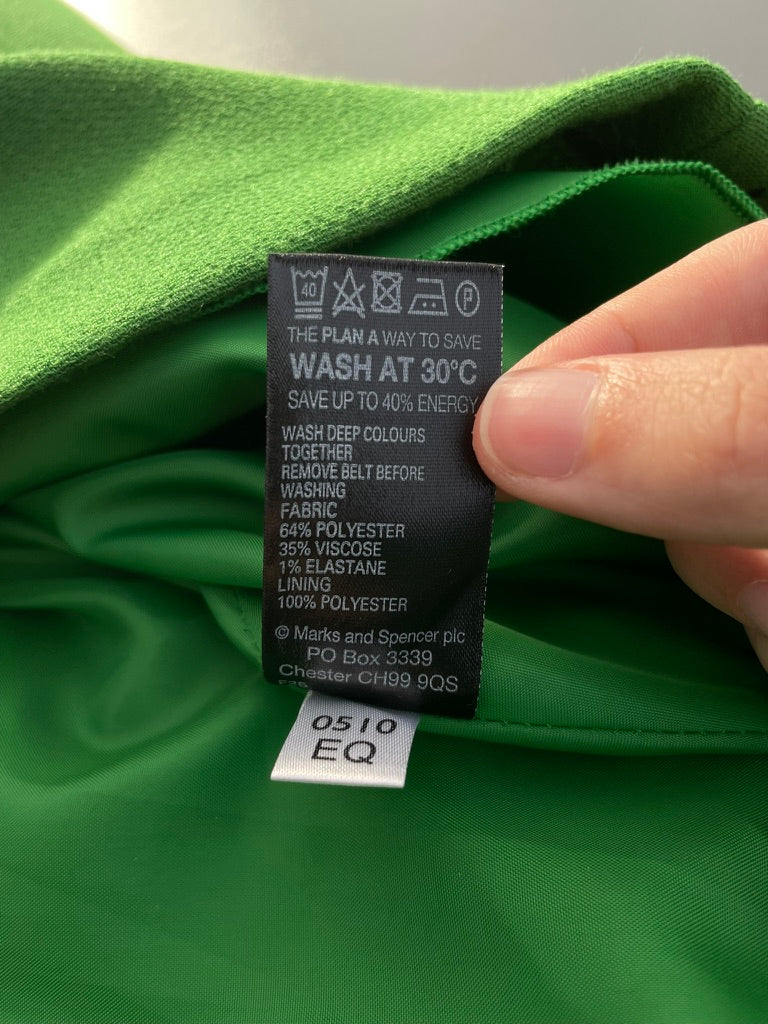 40
P
THE PLAN A WAY TO SAVE
WASH AT 30°C
SAVE UP TO 40% ENERGY
WASH DEEP COLOURS
TOGETHER
REMOVE BELT BEFORE
WASHING
FABRIC
64% POLYESTER
35% VISCOSE
1% ELASTANE
LINING
100% POLYESTER
© Marks and Spencer plc
PO Box 3339
Chester CH99 9QS
0510
EQ